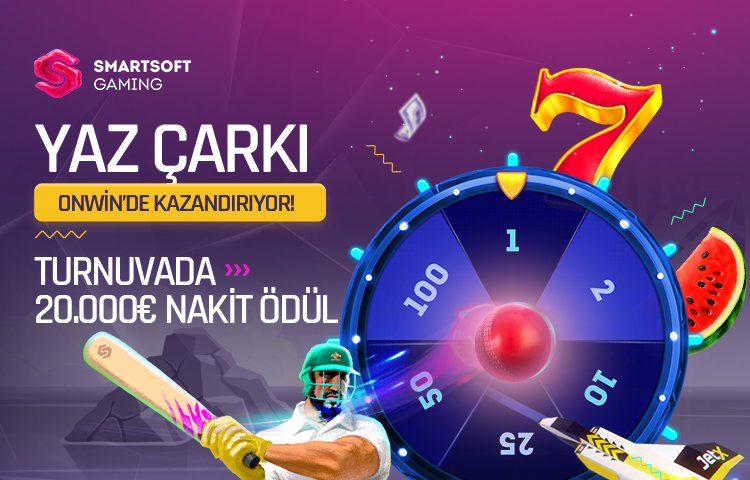 SMARTSOFT
GAMING
YAZ ÇARKI
ONWİN'DE KAZANDIRIYOR!
TURNUVADA >>>
20.000€ NAKİT ÖDÜL
7
1
2
100
50
10
25
JetX